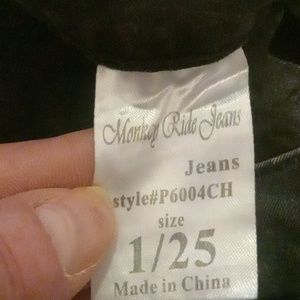 Monkey Ride Jeans
Jeans
style#P6004CH
size
1/25
Made in China